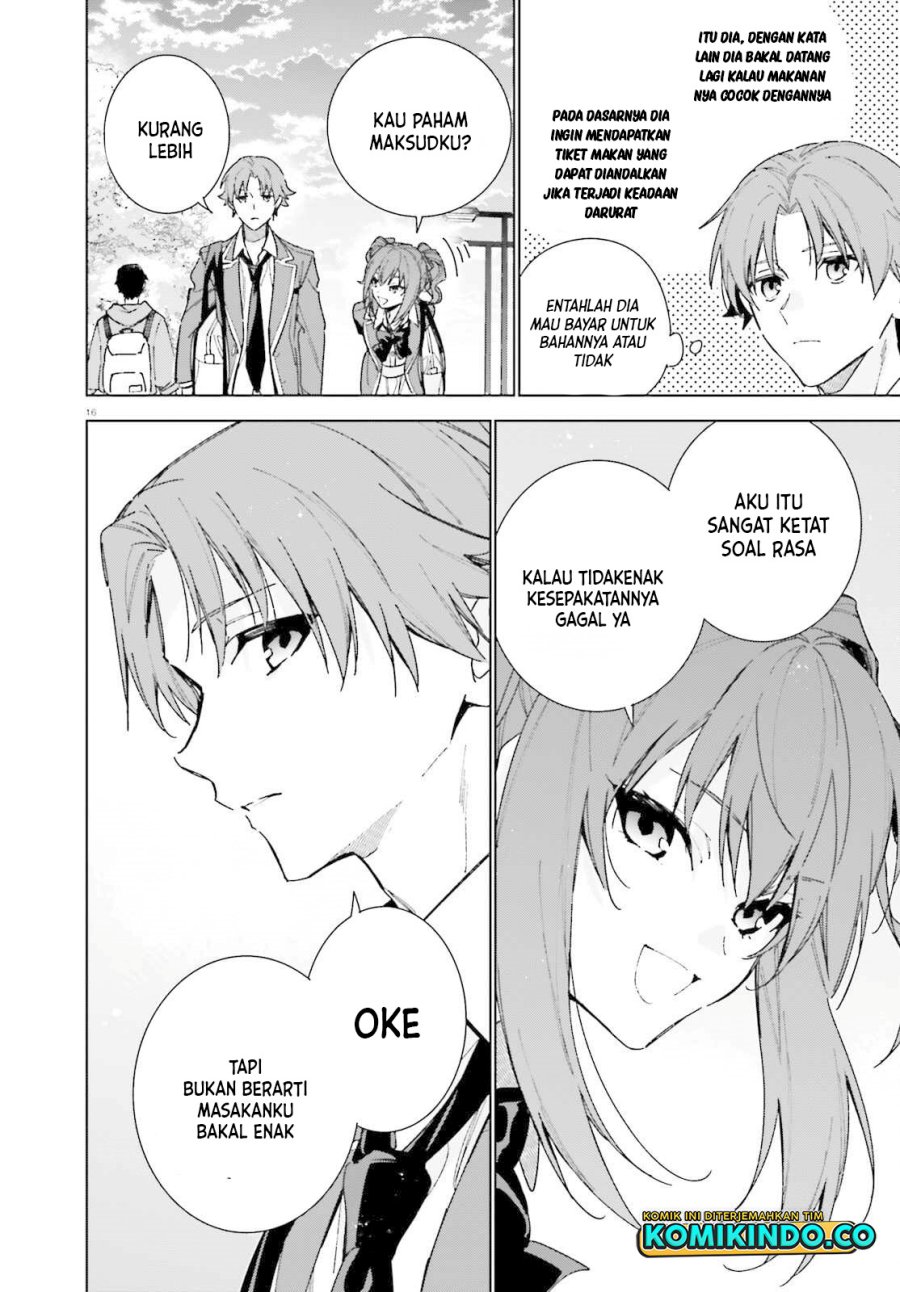 ITU DIA, DENGAN KATA
LAIN DIA BAKAL DATANG
LAGI KALAU MAKANAN
NYA COCOK DENGANNYA
PADA DASARNYA DIA
INGIN MENDAPATKAN
TIKET MAKAN YANG
DAPAT DIANDALKAN
JIKA TERJADI KEADAAN
DARURAT
ENTAHLAH DIA
MAU BAYAR UNTUK
BAHANNYA ATAU
TIDAK
KAU PAHAM
MAKSUDKU?
KURANG
LEBIH
16
AKU ITU
SANGAT KETAT
SOAL RASA
KALAU TIDAKENAK
KESEPAKATANNYA
GAGAL YA
OKE
TAPI
BUKAN BERARTI
MASAKANKU
BAKAL ENAK
KOMIK INI DITERJEMAHKAN TIM
KOMIKINDO.CO